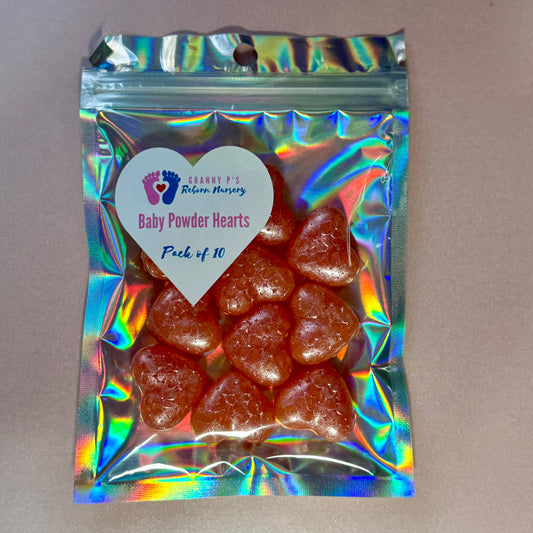 GRANNY P'S
Reborn Nursery
Baby Powder Hearts
Pack of 10